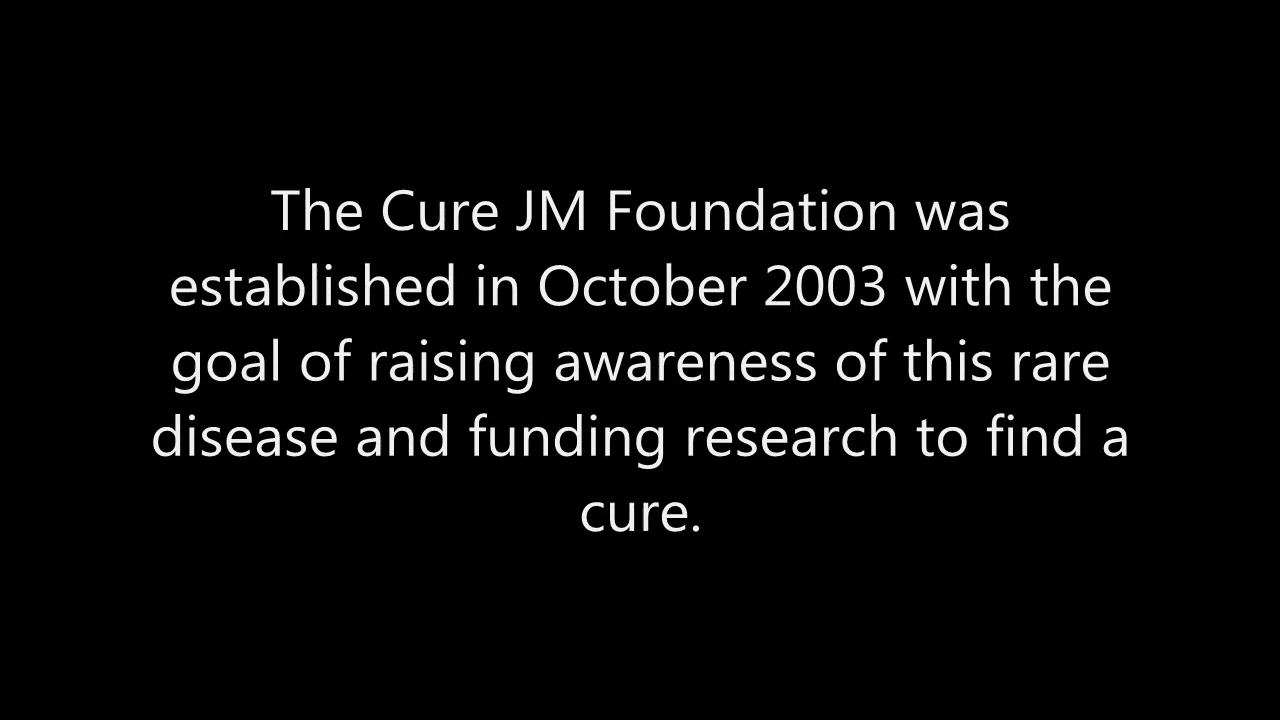 The Cure JM Foundation was
established in October 2003 with the
goal of raising awareness of this rare
disease and funding research to find a
cure.